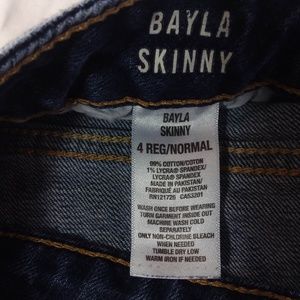 BAYLA
SKINNY
BAYLA
SKINNY
4 REG/NORMAL
99% COTTON/COTON
1% LYCRA® SPANDEX
1% LYCRA® SPANDEX
MADE IN PAKISTAN/
FABRIQUÉ AU PAKISTAN
RN121726 CA53201
WASH ONCE BEFORE WEARING
TURN GARMENT INSIDE OUT
MACHINE WASH COLD
SEPARATELY
ONLY NON-CHLORINE BLEACH
WHEN NEEDED
TUMBLE DRY LOW
WARM IRON IF NEEDED